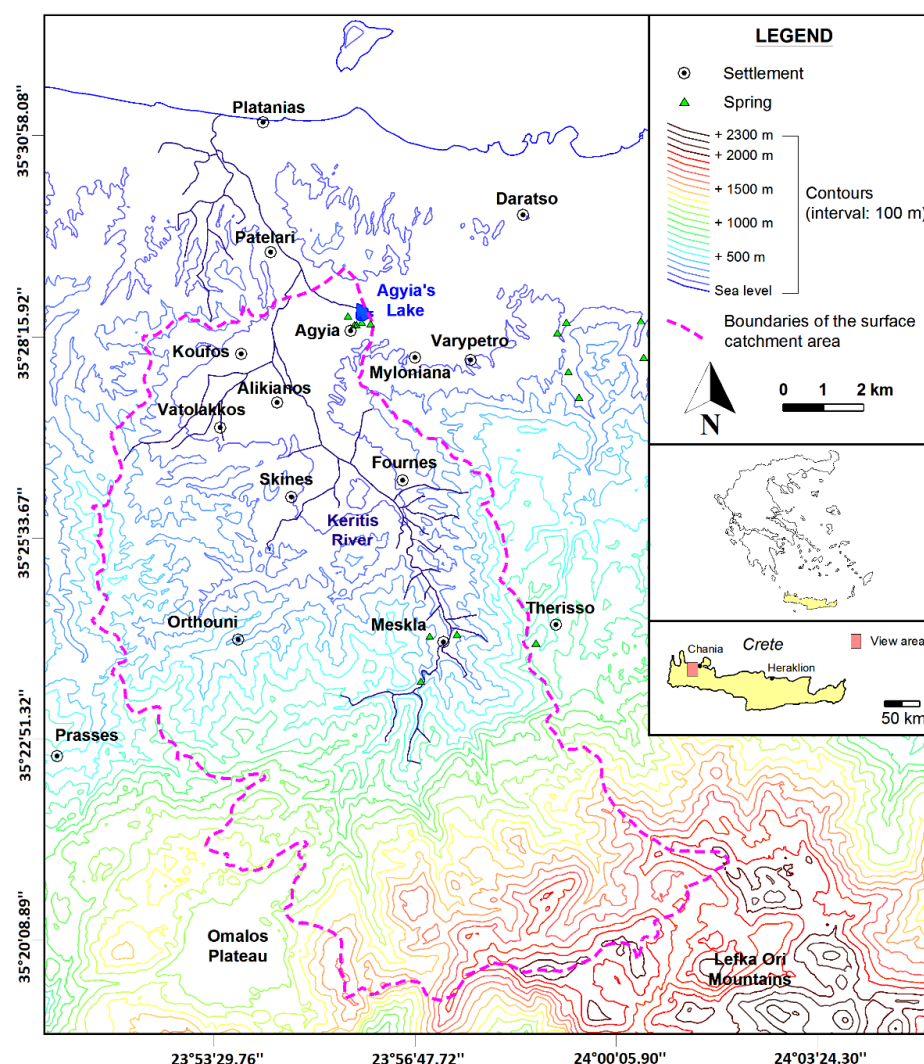 LEGEND
Settlement
Spring
+ 2300 m
+ 2000 m
+ 1500 m
+ 1000 m
+ 500 m
Sea level
Contours
(interval: 100 m)
Boundaries of the surface
catchment area
N
0 1 2 km
Platanias
Daratso
Patelari
Agyia's
Lake
Agyia
Koufos
Myloniana
Varypetro
Alikianos
Vatolakkos
Fournes
Skines
Keritis
River
Orthouni
Meskla
Therisso
Prasses
Omalos
Plateau
Lefka Ori
Mountains
Crete
View area
Chania
Heraklion
50 km
35°30'58.08"
35°28'15.92"
35°25'33.67"
35°22'51.32"
35°20'08.89"
23°53'29.76"
23°56'47.72"
24°00'05.90"
24°03'24.30"